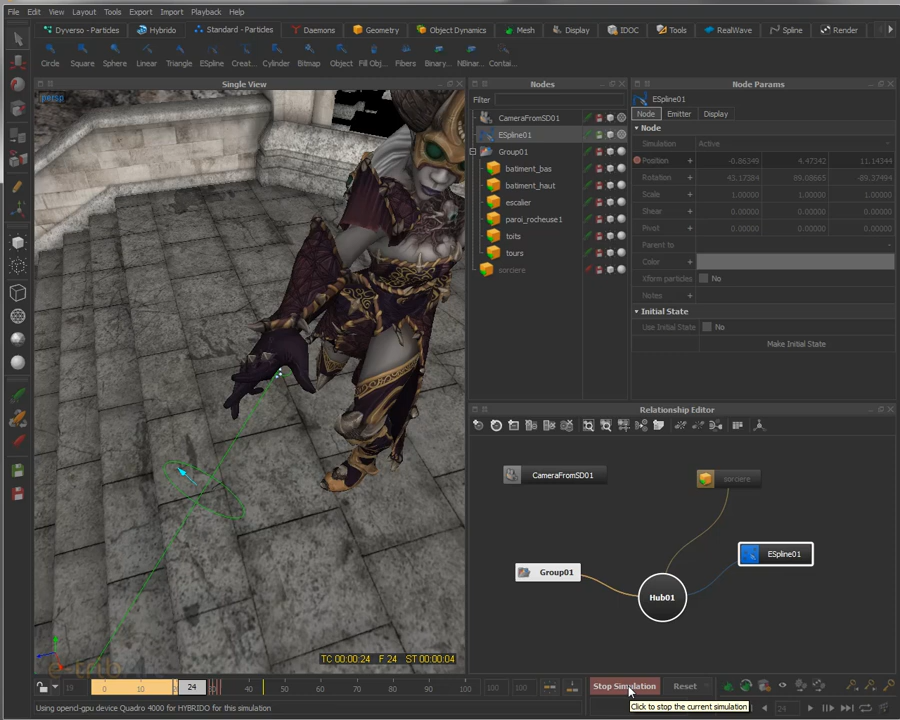 File Edit View Layout Tools Export Import Playback Help
Dyverso - Particles Hybrido Standard - Particles Daemons Geometry Object Dynamics Mesh Display IDOC Tools RealWave Spline Render
Circle Square Sphere Linear Triangle ESpline Creat... Cylinder Bitmap Object Fill Obj... Fibers Binary... NBinar... Contai...
Single View
persp
TC 00:00:24 F 24 ST 00:00:04
e-trib
Nodes
Filter
CameraFromSD01
ESpline01
Group01
batiment_bas
batiment_haut
escalier
paroi_rocheuse1
toits
tours
sorciere
Node Params
ESpline01
Node Emitter Display
Node
Simulation Active
Position -0.86349 4.47342 11.14344
Rotation 43.17384 89.08665 -89.37494
Scale 1.00000 1.00000 1.00000
Shear 0.00000 0.00000 0.00000
Pivot 0.00000 0.00000 0.00000
Parent to
Color
Xform particles No
Notes
Initial State
Use Initial State No
Make Initial State
Relationship Editor
CameraFromSD01
sorciere
ESpline01
Group01
Hub01
19 0 24 40 60 80 100 100 100
Stop Simulation Reset
Click to stop the current simulation
24
Using opencl-gpu device Quadro 4000 for HYBRIDO for this simulation